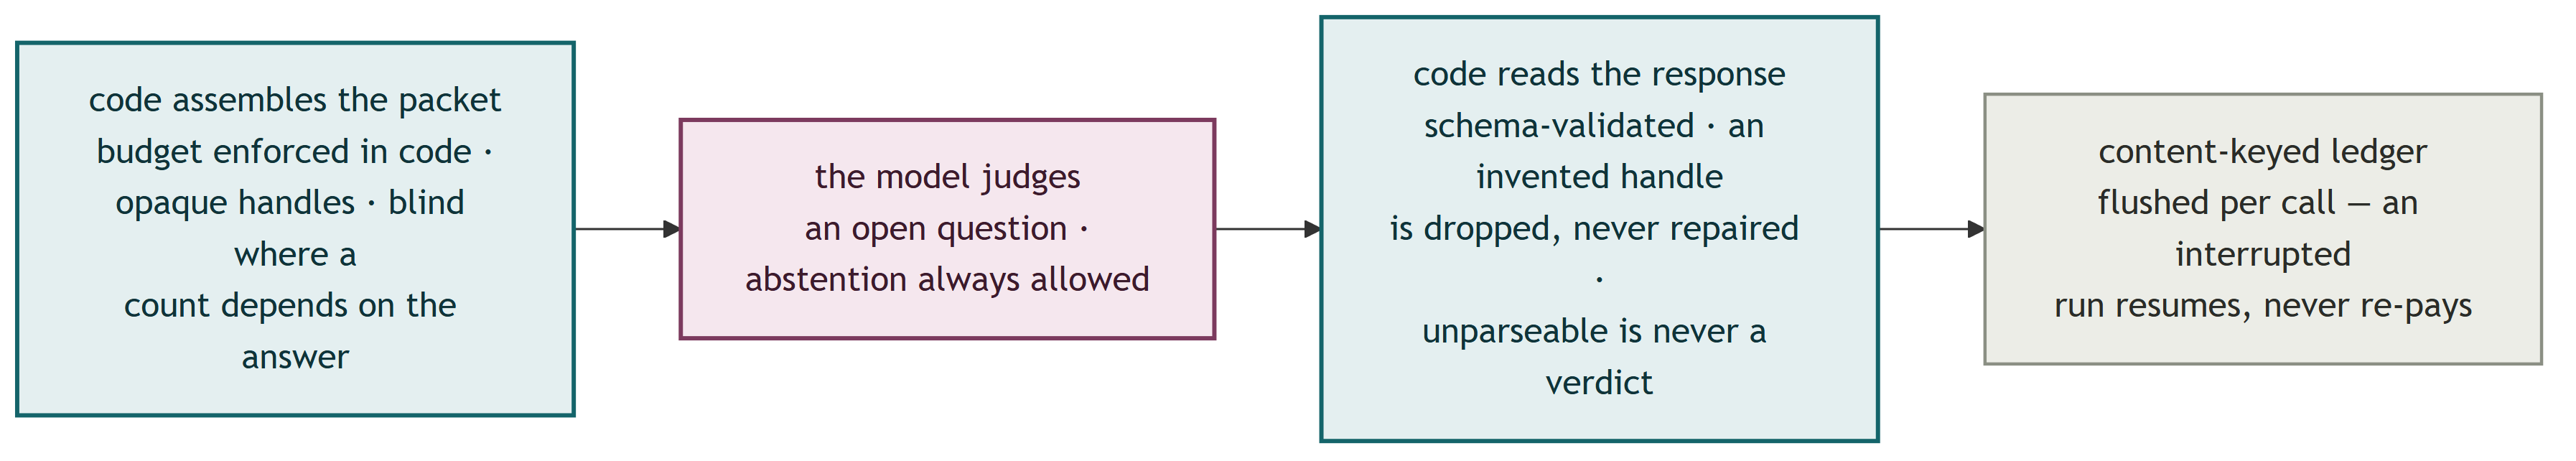 code assembles the packet
budget enforced in code ·
opaque handles · blind
where a
count depends on the
answer
the model judges
an open question ·
abstention always allowed
code reads the response
schema-validated · an
invented handle
is dropped, never repaired
·
unparseable is never a
verdict
content-keyed ledger
flushed per call — an
interrupted
run resumes, never re-pays